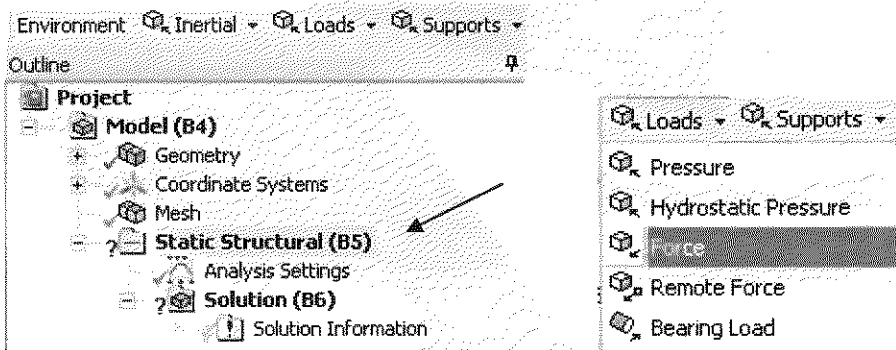 Environment Inertial Loads Supports
Outline
Project
Model (B4)
Geometry
Coordinate Systems
Mesh
? Static Structural (B5)
Analysis Settings
? Solution (B6)
Solution Information
Loads Supports
Pressure
Hydrostatic Pressure
Force
Remote Force
Bearing Load